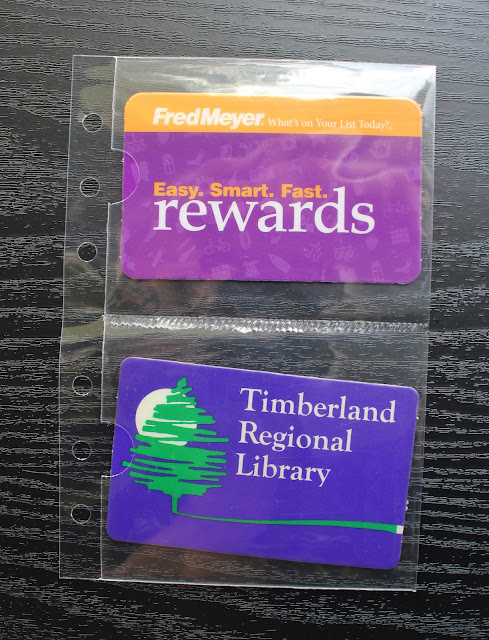 FredMeyer® What's on Your List Today?®
Easy. Smart. Fast.
rewards
Timberland
Regional
Library